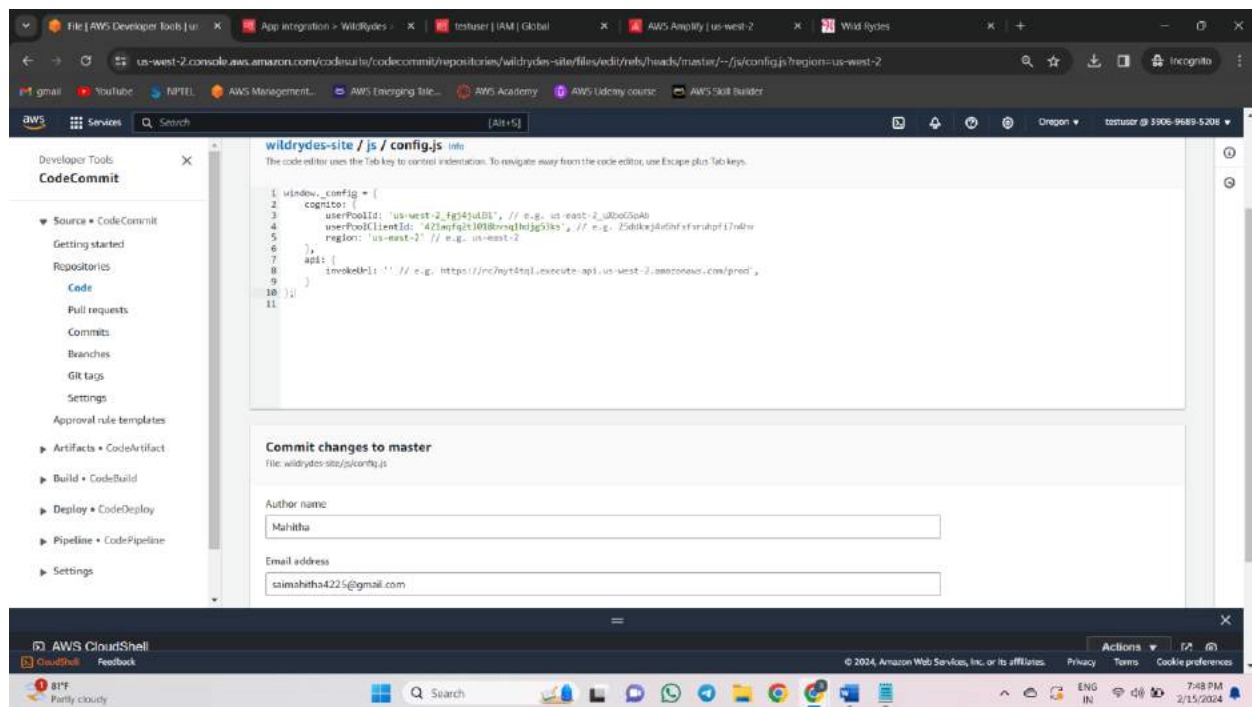 File | AWS Developer Tools | us
App integration > WildRydes
testuser | IAM | Global
AWS Amplify | us-west-2
Wild Rydes
us-west-2.console.aws.amazon.com/codesuite/codecommit/repositories/wildrydes-site/files/edit/refs/heads/master/--/js/config.js?region=us-west-2
Incognito
gmail
YouTube
NPTEL
AWS Management...
AWS Emerging Tale...
AWS Academy
AWS Udemy course
AWS Skill Builder
aws
Services
Search
[Alt+S]
Oregon
testuser @ 3906-9689-5208
Developer Tools
CodeCommit
Source • CodeCommit
Getting started
Repositories
Code
Pull requests
Commits
Branches
Git tags
Settings
Approval rule templates
Artifacts • CodeArtifact
Build • CodeBuild
Deploy • CodeDeploy
Pipeline • CodePipeline
Settings
wildrydes-site / js / config.js Info
The code editor uses the Tab key to control indentation. To navigate away from the code editor, use Escape plus Tab keys.
1 window._config = {
2 cognito: {
3 userPoolId: // e.g. us-east-2_uXboG5pAb
4 userPoolClientId: // e.g.
5 region: // e.g. us-east-2
6 },
7 api: {
8 invokeUrl: '' // e.g. https://rc7nyt4tql.execute-api.us-west-2.amazonaws.com/prod',
9 }
10 };
11
Commit changes to master
File: wildrydes-site/js/config.js
Author name
Mahitha
Email address
saimahitha4225@gmail.com
AWS CloudShell
Actions
CloudShell
Feedback
© 2024, Amazon Web Services, Inc. or its affiliates.
Privacy
Terms
Cookie preferences
81°F
Partly cloudy
Search
ENG
IN
7:48 PM
2/15/2024